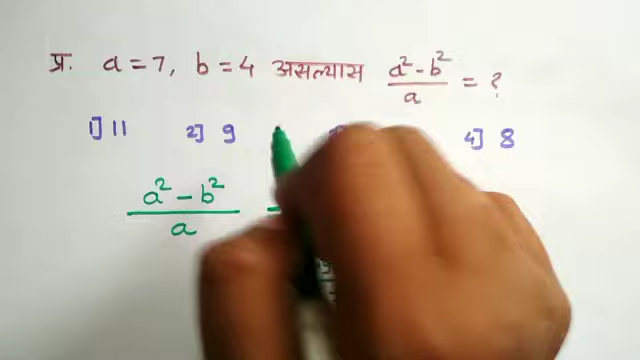 प्र. a = 7, b = 4 असल्यास (a² - b²)/a = ?
1] 11 2] 9 4] 8
(a² - b²)/a